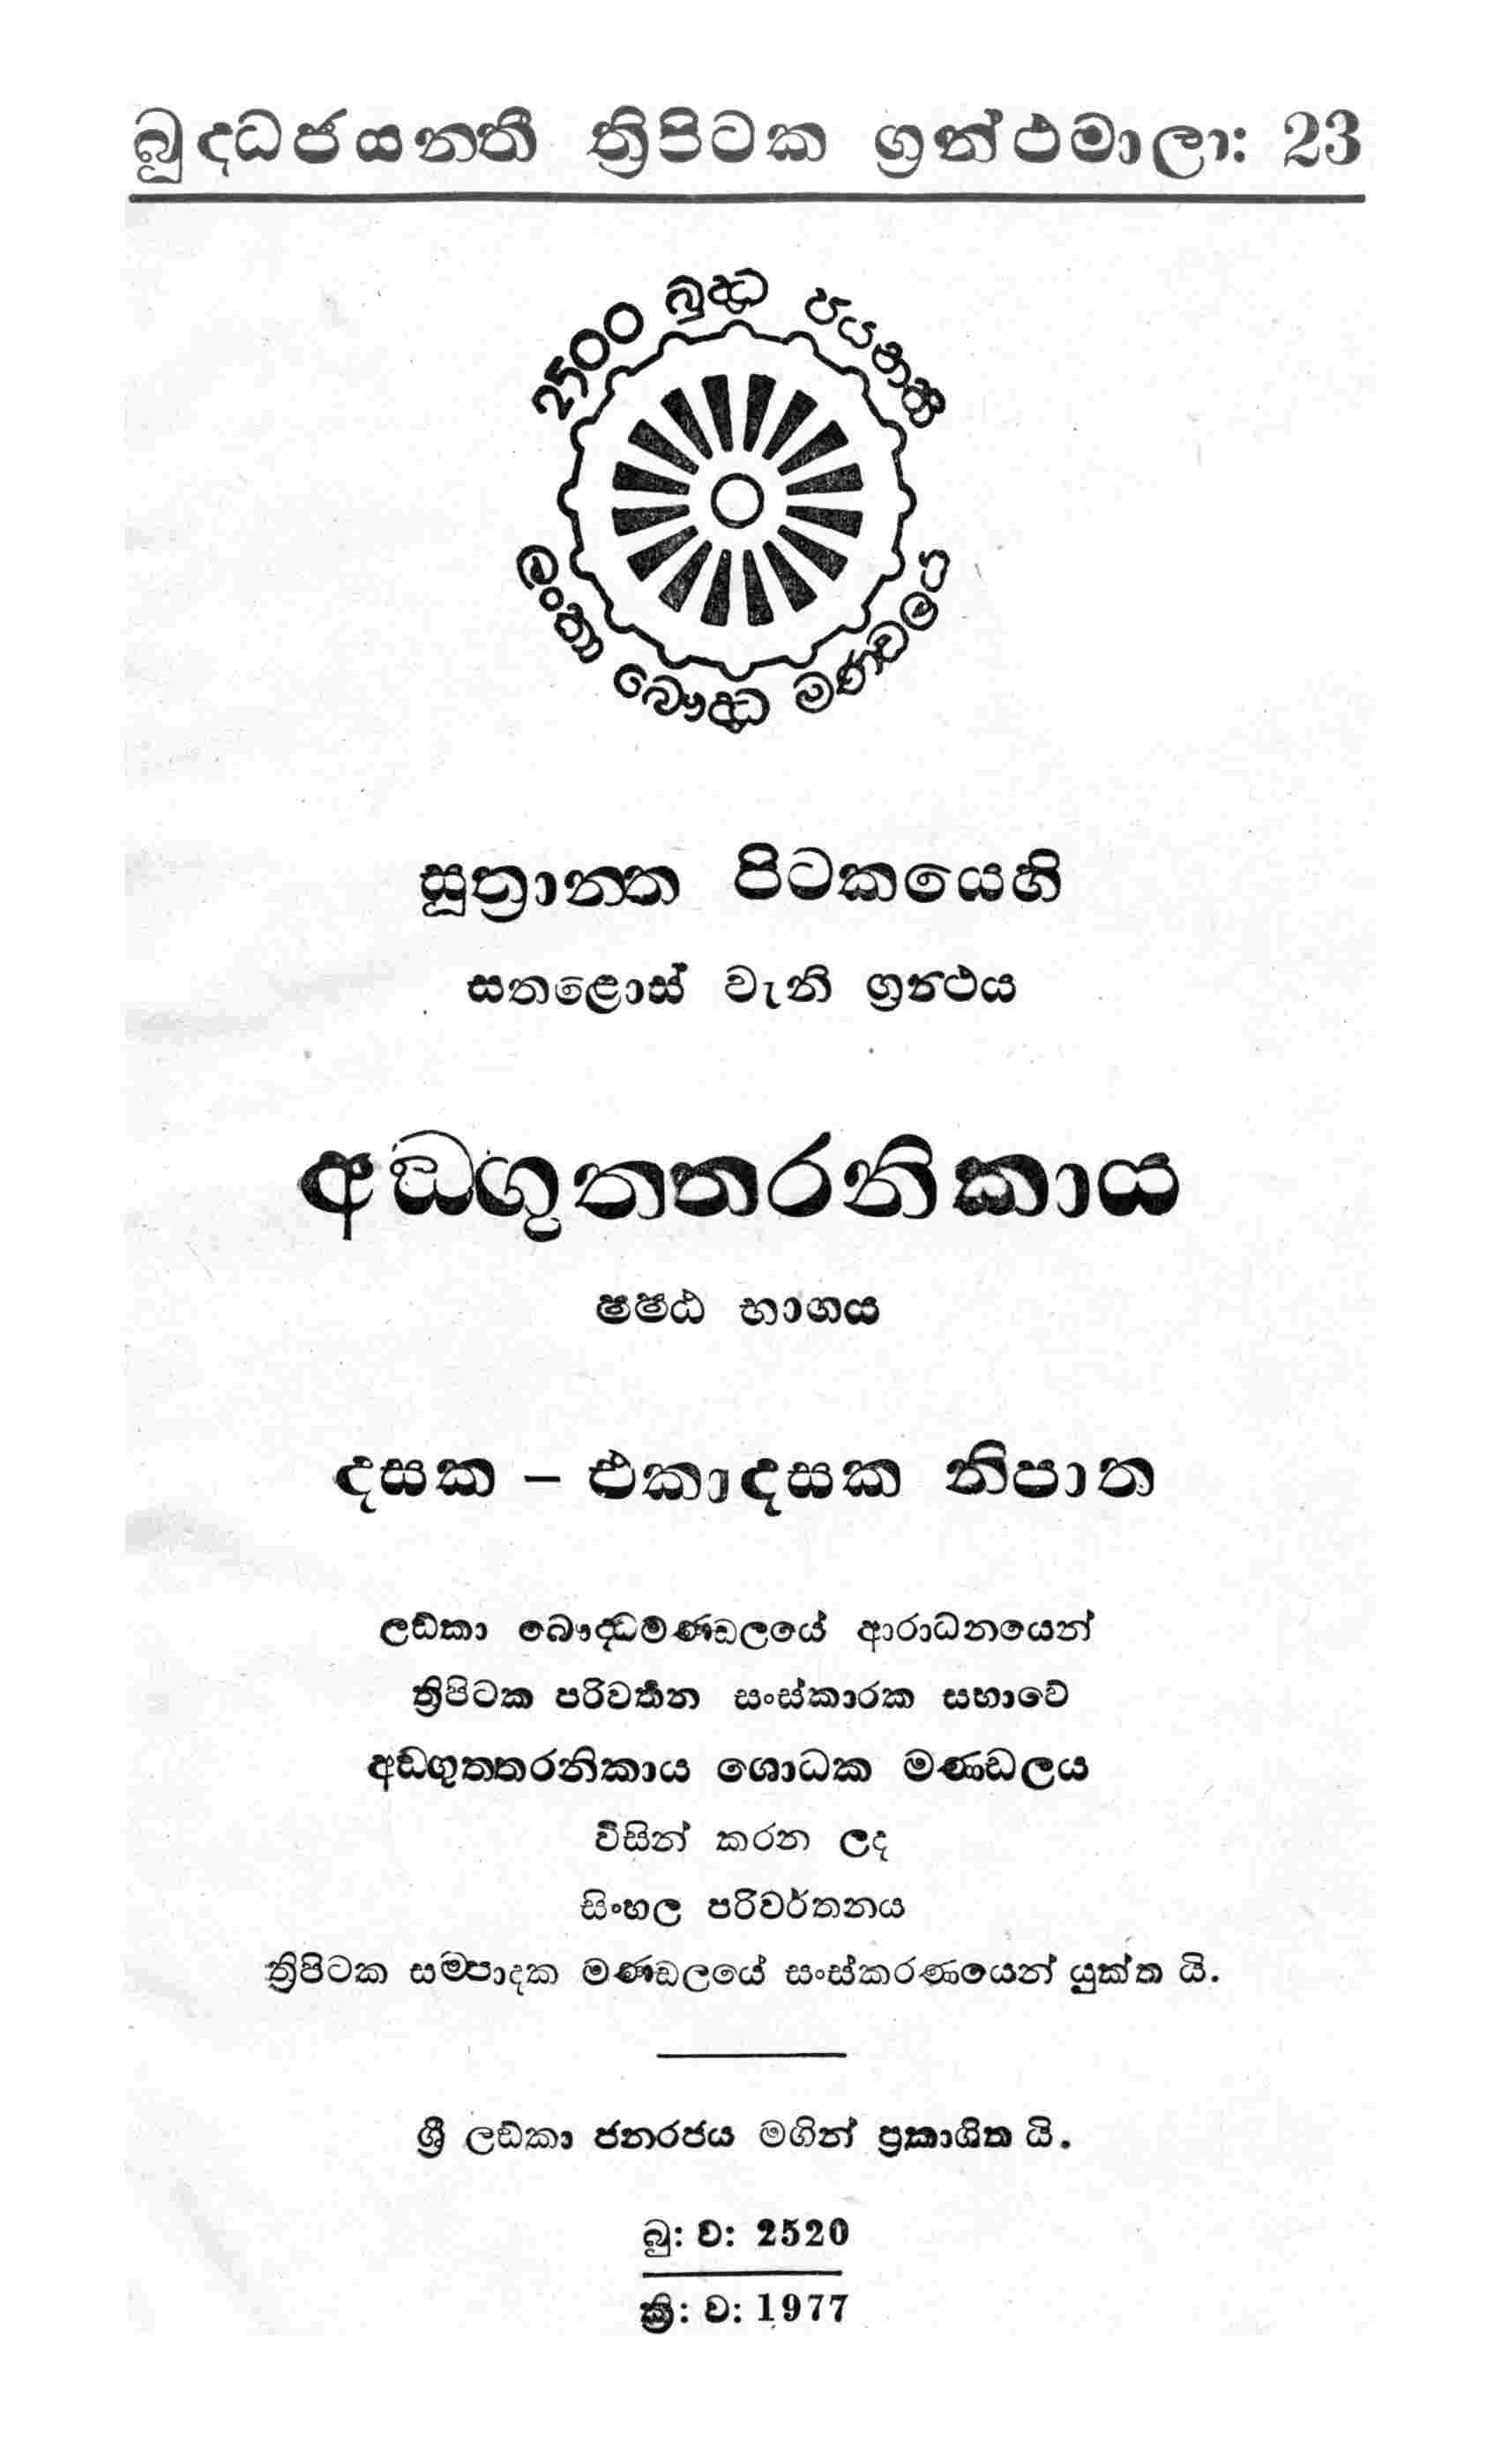 බුද්ධජයන්තී ත්‍රිපිටක ග්‍රන්ථමාලා: 23
2500 බුද්ධ ජයන්ති
ලංකා බෞද්ධ මණ්ඩලය
සූත්‍රාන්ත පිටකයෙහි
සතළොස් වැනි ග්‍රන්ථය
අඞ්ගුත්තරනිකාය
ෂෂ්ඨ භාගය
දසක – එකාදසක නිපාත
ලඞ්කා බෞද්ධමණ්ඩලයේ ආරාධනයෙන්
ත්‍රිපිටක පරිවර්තන සංස්කාරක සභාවේ
අඞ්ගුත්තරනිකාය ශොධක මණ්ඩලය
විසින් කරන ලද
සිංහල පරිවර්තනය
ත්‍රිපිටක සම්පාදක මණ්ඩලයේ සංස්කරණයෙන් යුක්ත යි.
ශ්‍රී ලඞ්කා ජනරජය මගින් ප්‍රකාශිත යි.
බු: ව: 2520
ක්‍රි: ව: 1977